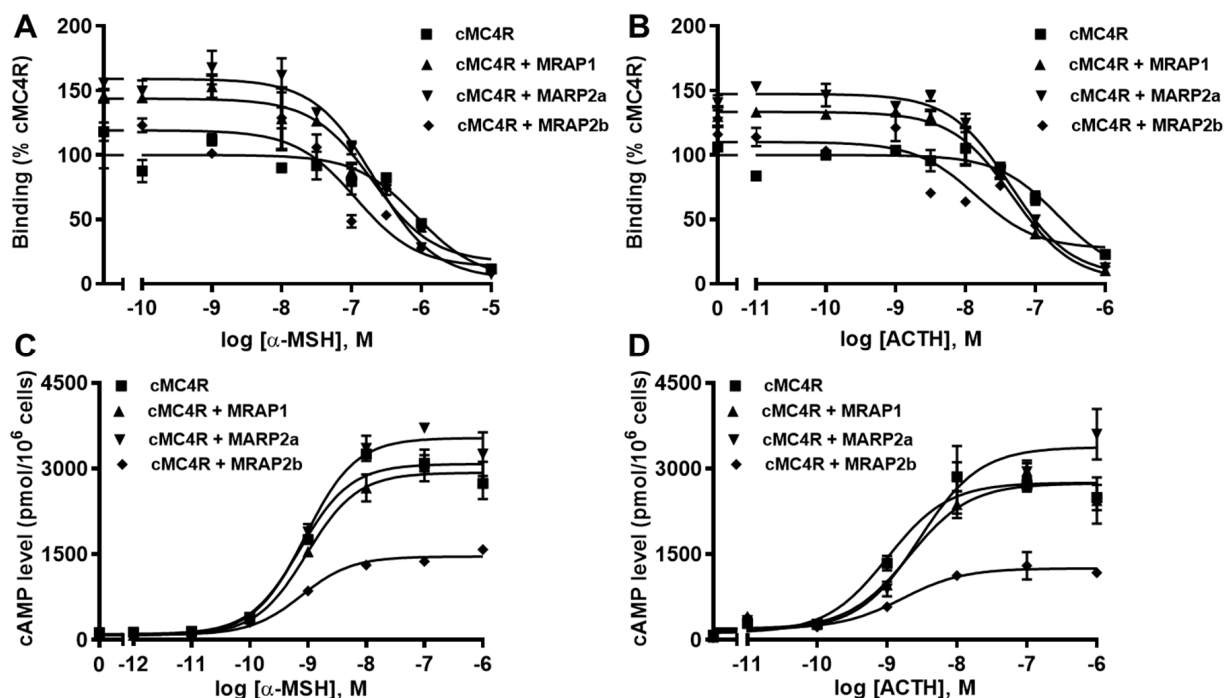 A
Binding (% cMC4R)
200
150
100
50
0
cMC4R
cMC4R + MRAP1
cMC4R + MARP2a
cMC4R + MRAP2b
-10 -9 -8 -7 -6 -5
log [α-MSH], M
B
Binding (% cMC4R)
200
150
100
50
0
cMC4R
cMC4R + MRAP1
cMC4R + MARP2a
cMC4R + MRAP2b
0 -11 -10 -9 -8 -7 -6
log [ACTH], M
C
cAMP level (pmol/10⁶ cells)
4500
3000
1500
0
cMC4R
cMC4R + MRAP1
cMC4R + MARP2a
cMC4R + MRAP2b
0 -12 -11 -10 -9 -8 -7 -6
log [α-MSH], M
D
cAMP level (pmol/10⁶ cells)
4500
3000
1500
0
cMC4R
cMC4R + MRAP1
cMC4R + MARP2a
cMC4R + MRAP2b
-11 -10 -9 -8 -7 -6
log [ACTH], M